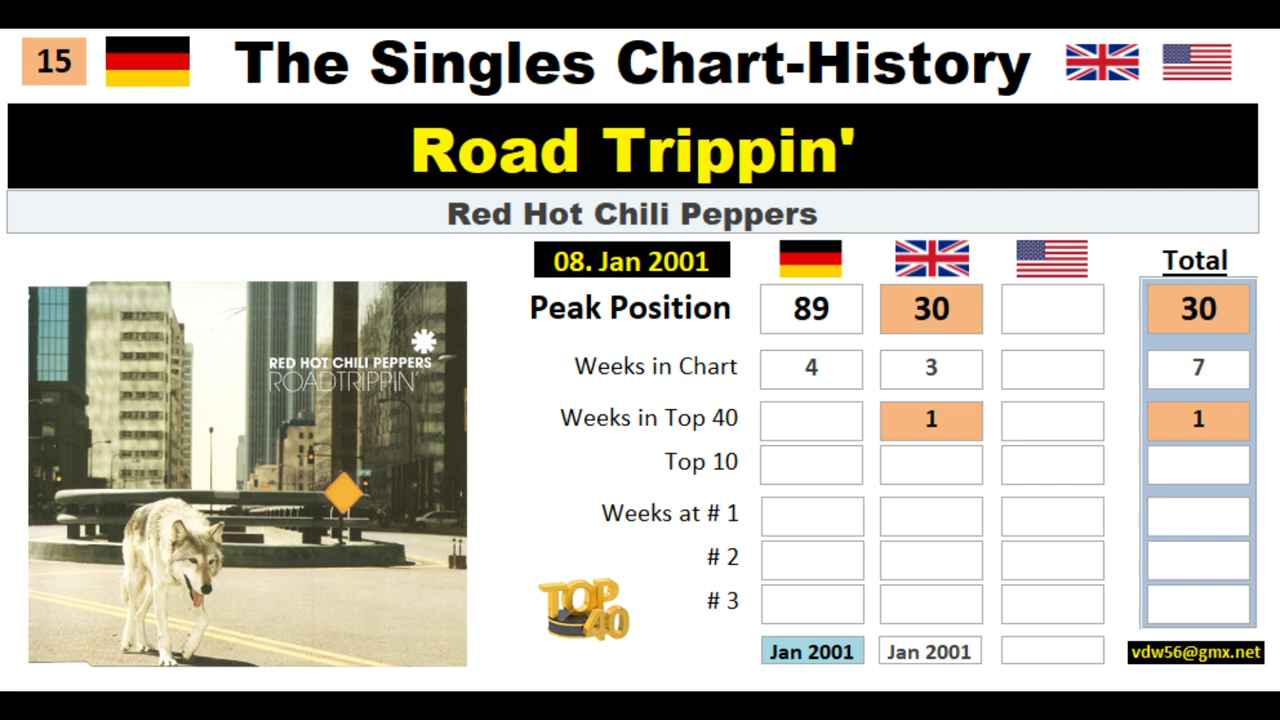 15 The Singles Chart-History
Road Trippin'
Red Hot Chili Peppers
08. Jan 2001 Total
Peak Position 89 30 30
Weeks in Chart 4 3 7
Weeks in Top 40 1 1
Top 10
Weeks at # 1
# 2
# 3
RED HOT CHILI PEPPERS
ROADTRIPPIN'
TOP
40
Jan 2001 Jan 2001 vdw56@gmx.net